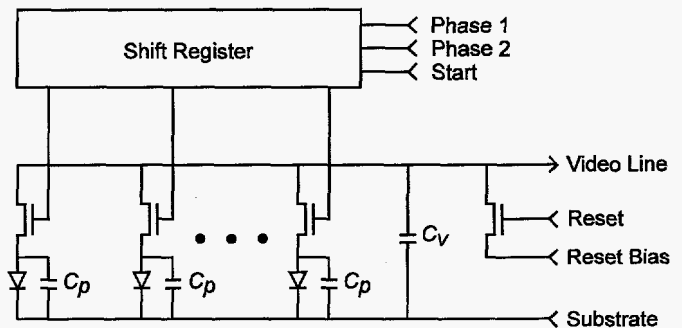 Phase 1
Shift Register
Phase 2
Start
Video Line
Reset
C_V
Reset Bias
C_p
C_p
C_p
Substrate